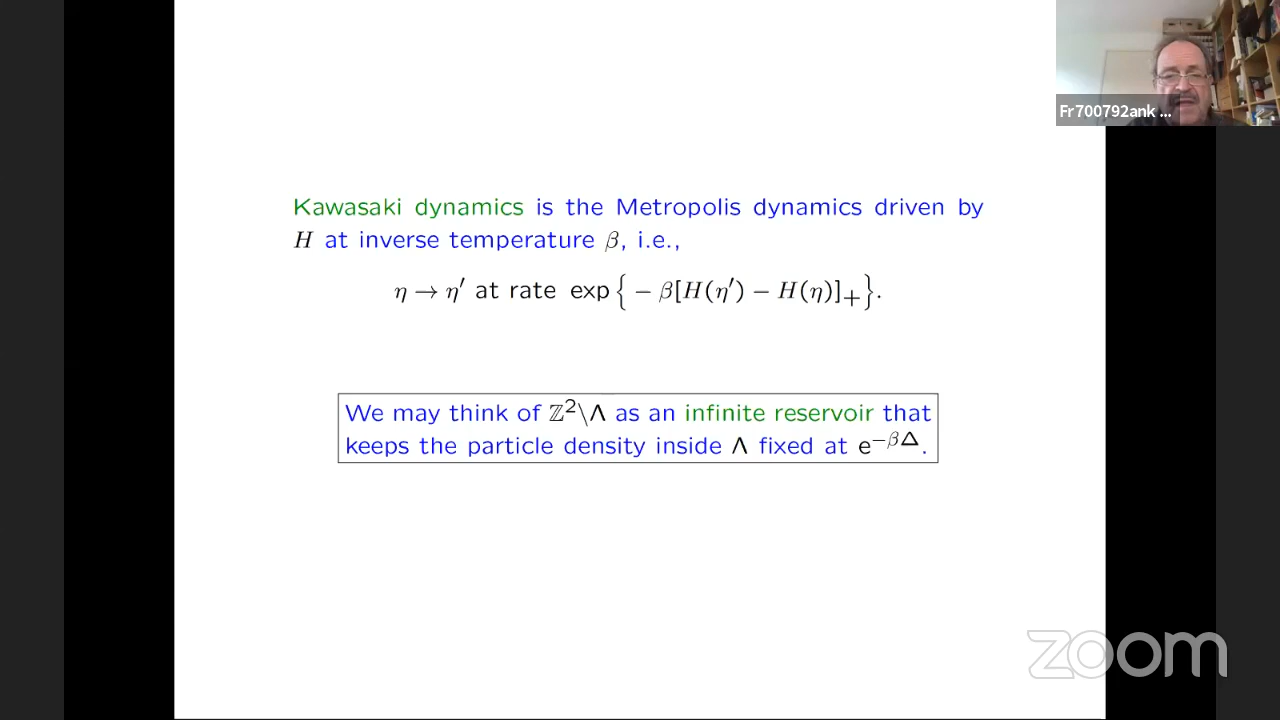 Fr700792ank ...
Kawasaki dynamics is the Metropolis dynamics driven by
H at inverse temperature β, i.e.,
η → η′ at rate exp{ − β[H(η′) − H(η)]₊}.
We may think of ℤ²\Λ as an infinite reservoir that
keeps the particle density inside Λ fixed at e^{−βΔ}.
zoom